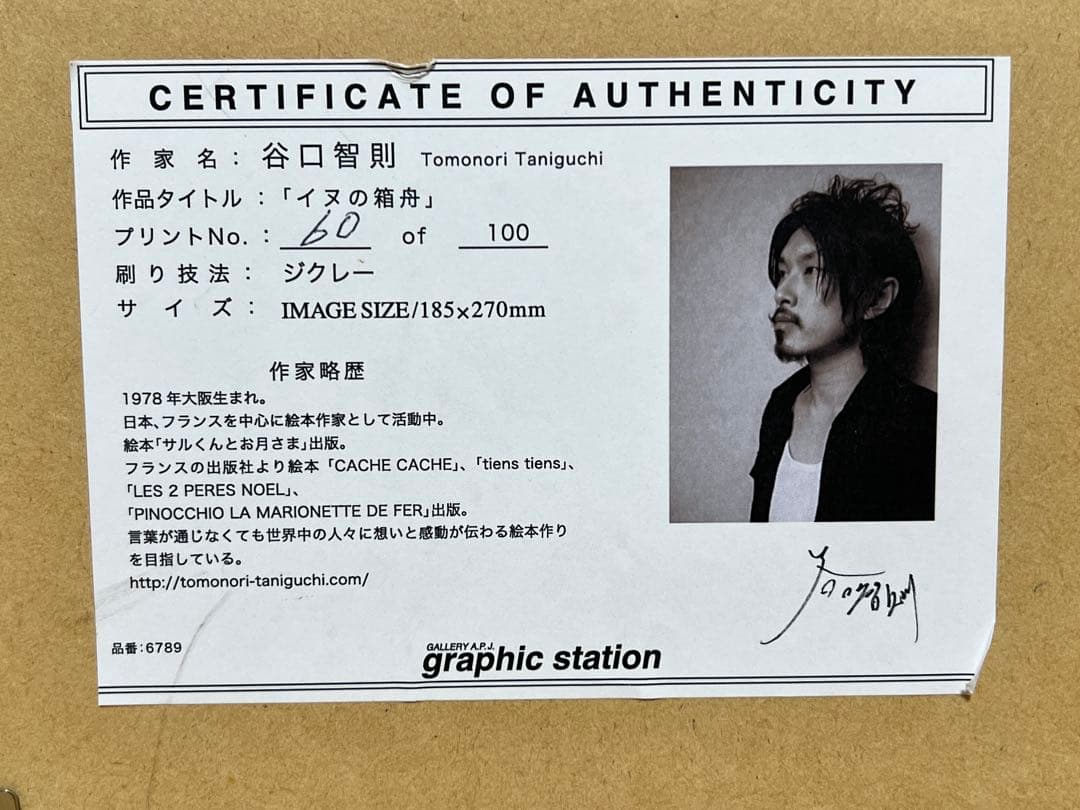 CERTIFICATE OF AUTHENTICITY
作 家 名 : 谷口智則 Tomonori Taniguchi
作品タイトル : 「イヌの箱舟」
プリントNo. : 60 of 100
刷 り 技 法 : ジクレー
サ イ ズ : IMAGE SIZE/185×270mm
作家略歴
1978年大阪生まれ。
日本、フランスを中心に絵本作家として活動中。
絵本「サルくんとお月さま」出版。
フランスの出版社より絵本「CACHE CACHE」、「tiens tiens」、
「LES 2 PERES NOEL」、
「PINOCCHIO LA MARIONETTE DE FER」出版。
言葉が通じなくても世界中の人々に想いと感動が伝わる絵本作り
を目指している。
http://tomonori-taniguchi.com/
谷口智則
品番:6789
GALLERY A.P.J.
graphic station